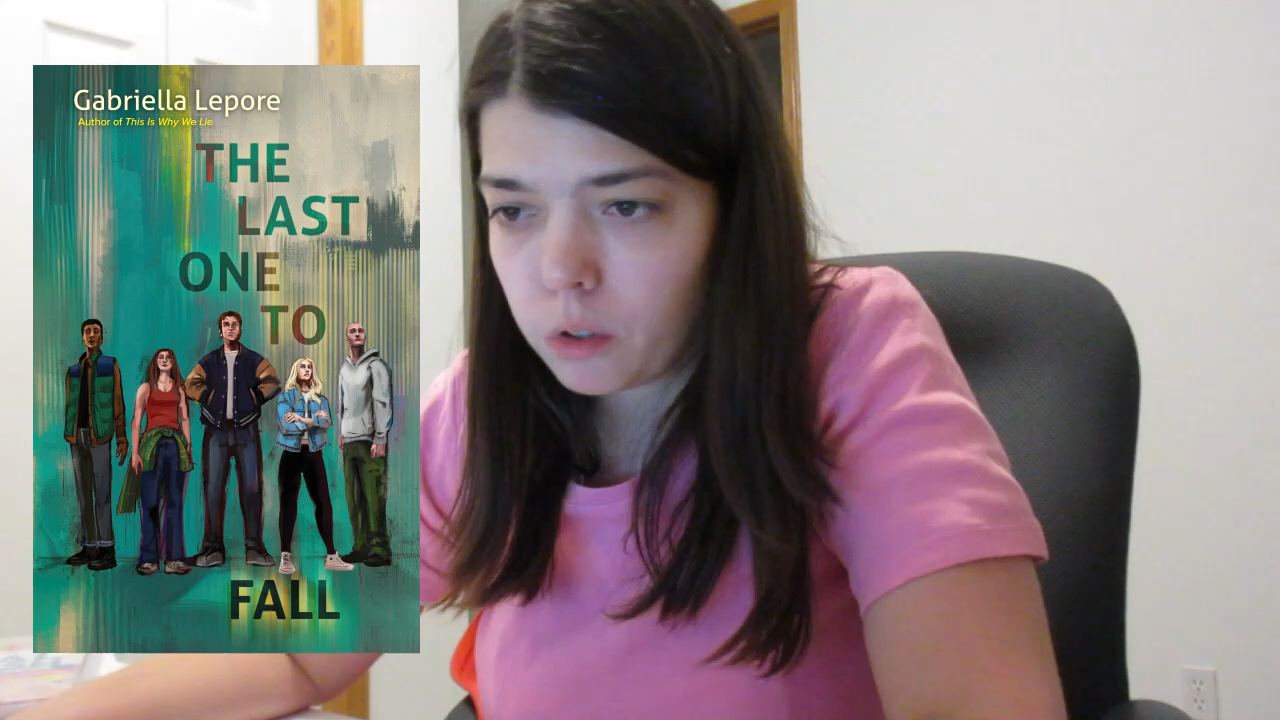 Gabriella Lepore
Author of This Is Why We Lie
THE
LAST
ONE
TO
FALL